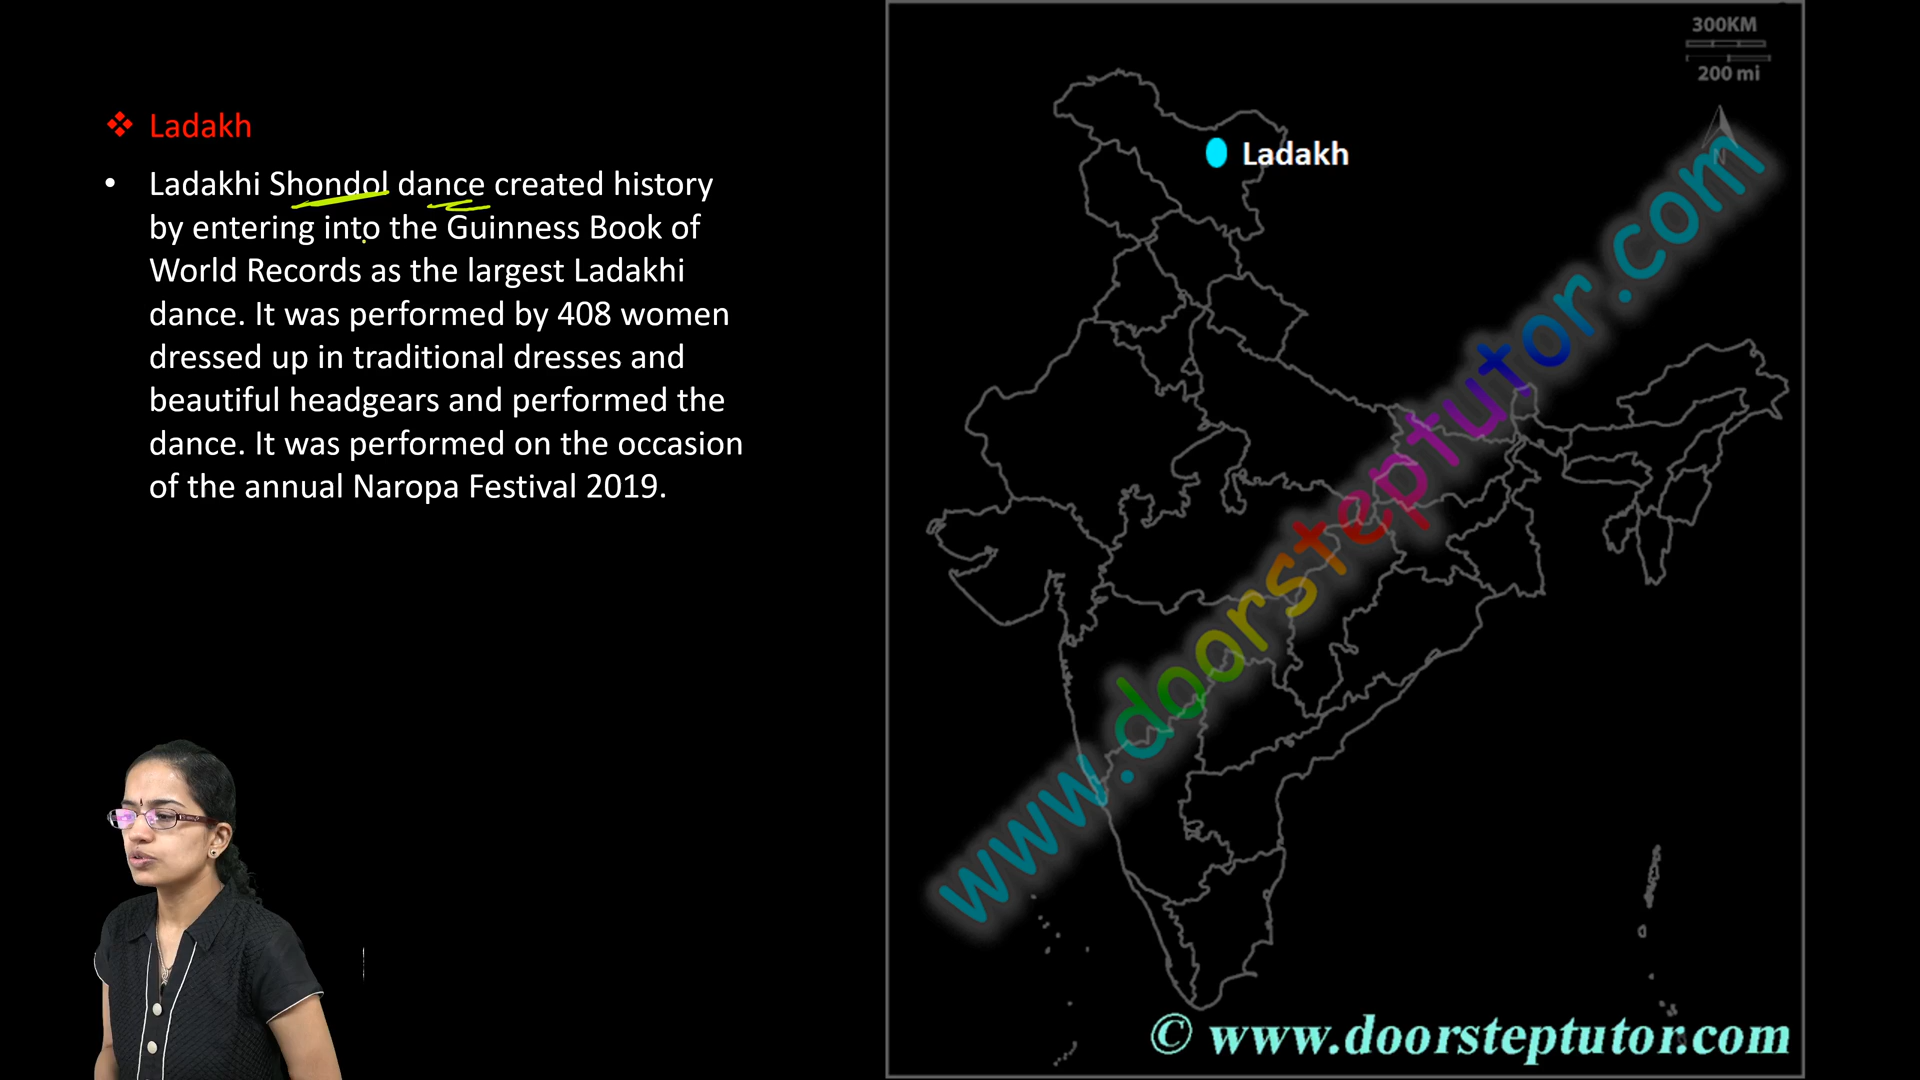 ❖ Ladakh
• Ladakhi Shondol dance created history
by entering into the Guinness Book of
World Records as the largest Ladakhi
dance. It was performed by 408 women
dressed up in traditional dresses and
beautiful headgears and performed the
dance. It was performed on the occasion
of the annual Naropa Festival 2019.
300KM
200 mi
N
Ladakh
www.doorsteptutor.com
© www.doorsteptutor.com